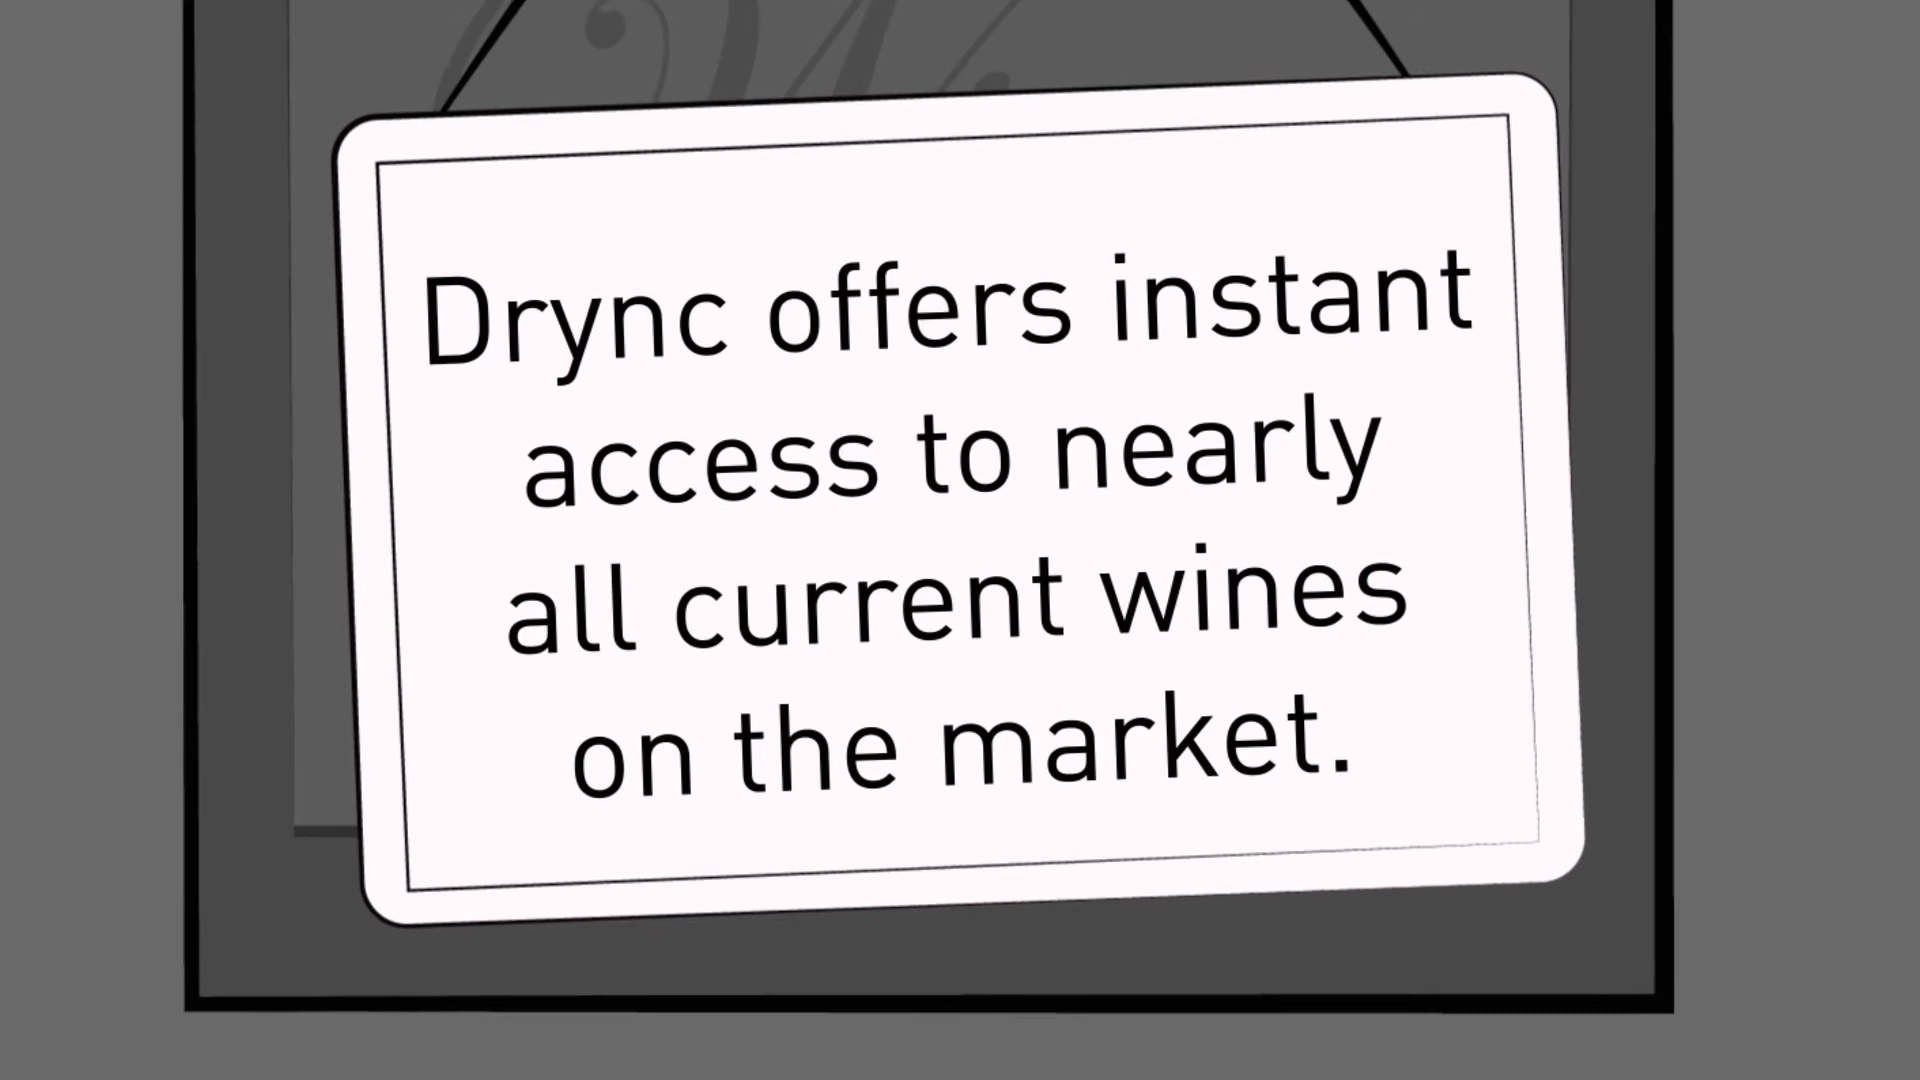 Drync offers instant
access to nearly
all current wines
on the market.